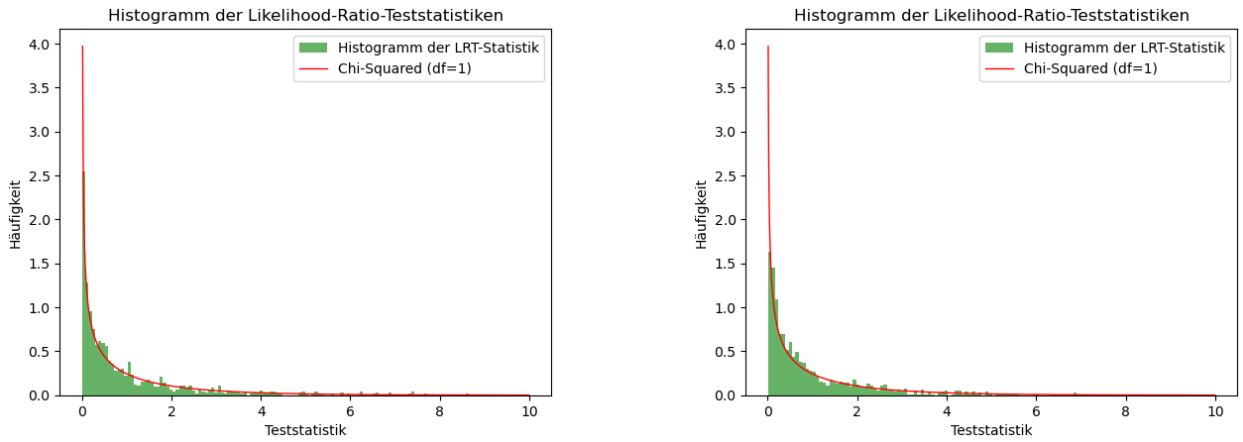 Histogramm der Likelihood-Ratio-Teststatistiken
Histogramm der LRT-Statistik
Chi-Squared (df=1)
Häufigkeit
4.0
3.5
3.0
2.5
2.0
1.5
1.0
0.5
0.0
0 2 4 6 8 10
Teststatistik
Histogramm der Likelihood-Ratio-Teststatistiken
Histogramm der LRT-Statistik
Chi-Squared (df=1)
Häufigkeit
4.0
3.5
3.0
2.5
2.0
1.5
1.0
0.5
0.0
0 2 4 6 8 10
Teststatistik